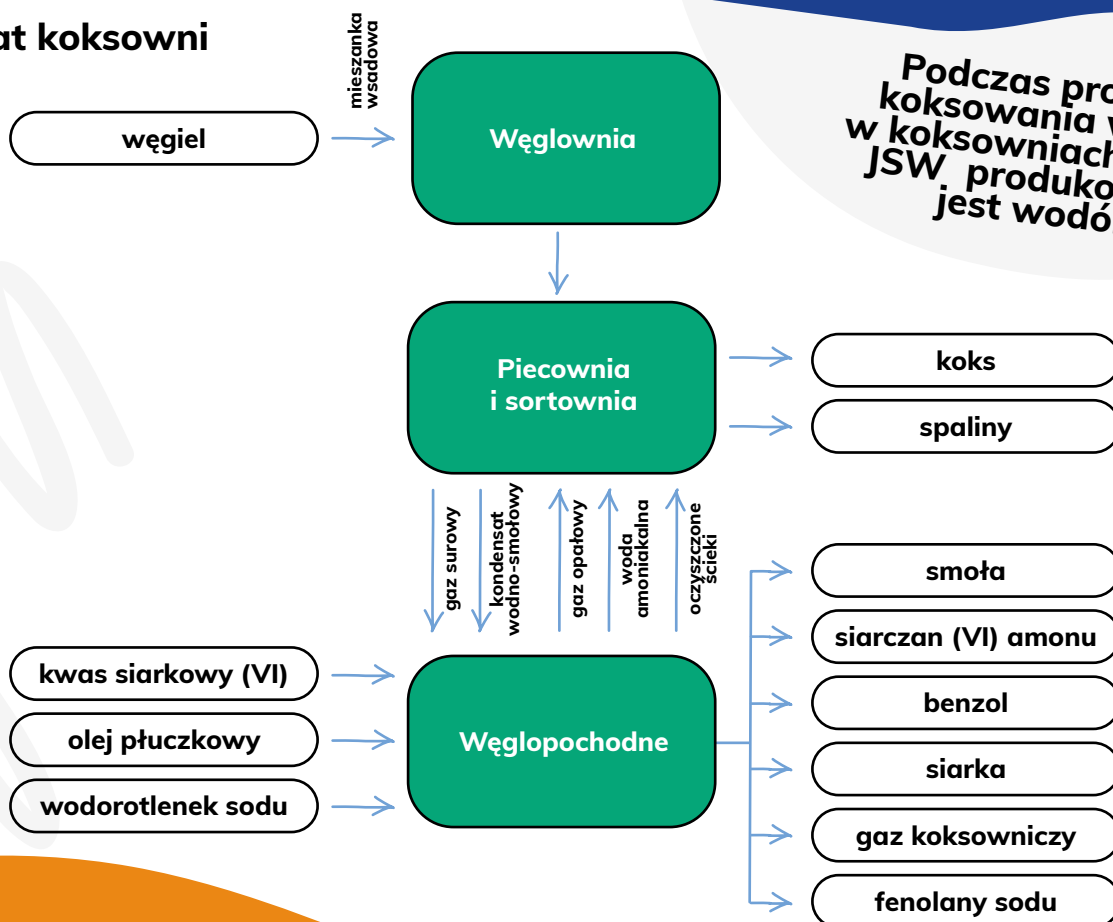 at koksowni
mieszanka
wsadowa
węgiel
Węglownia
Podczas pro
koksowania w
w koksowniach
JSW produko
jest wodó
Piecownia
i sortownia
koks
spaliny
gaz surowy
kondensat
wodno-smołowy
gaz opałowy
woda
amoniakalna
oczyszczone
ścieki
kwas siarkowy (VI)
olej płuczkowy
wodorotlenek sodu
Węglopochodne
smoła
siarczan (VI) amonu
benzol
siarka
gaz koksowniczy
fenolany sodu